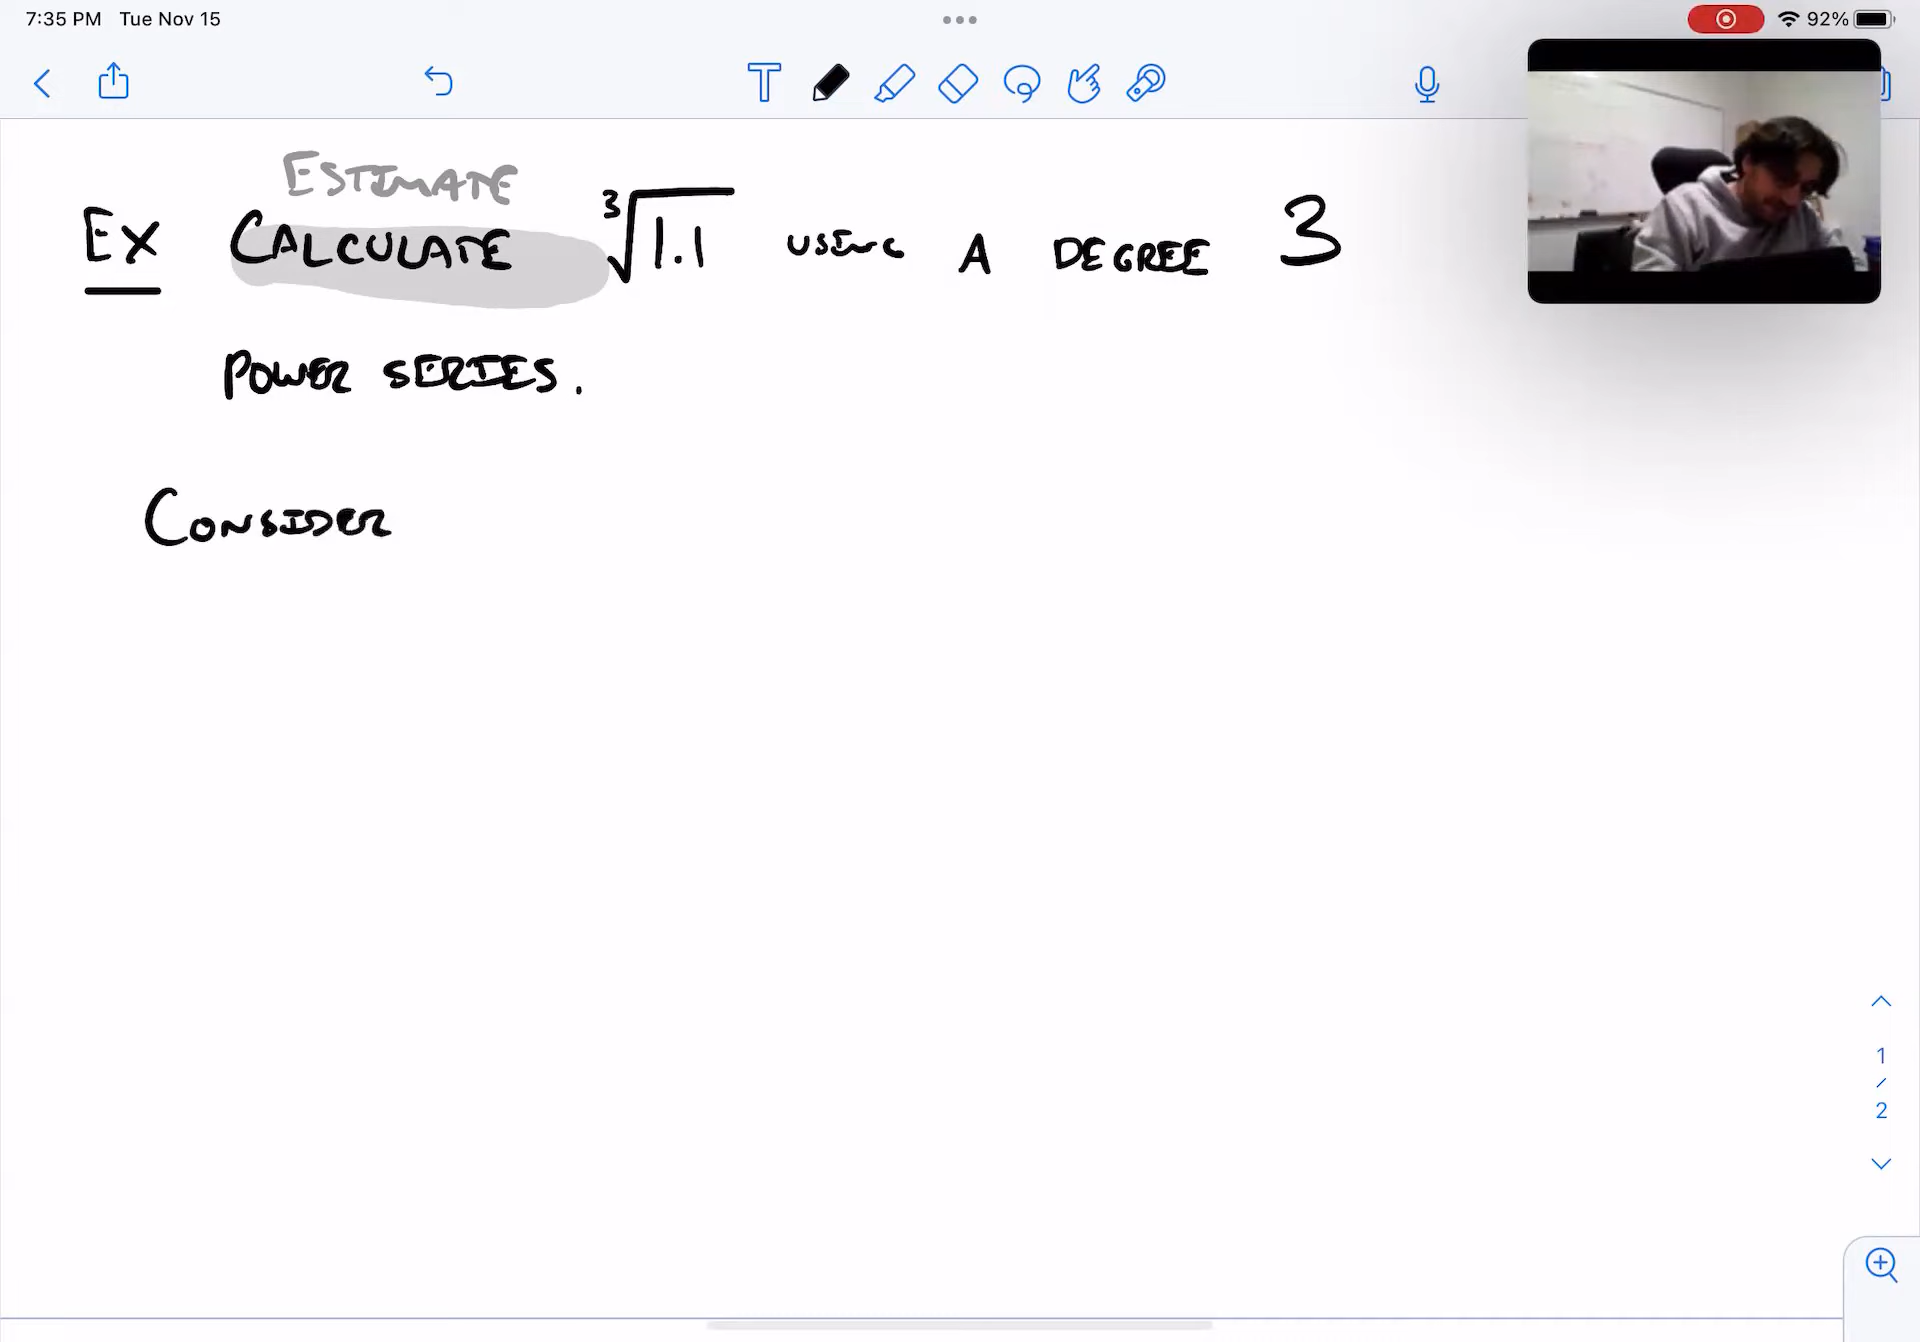 7:35 PM Tue Nov 15
92%
ESTIMATE
EX CALCULATE ∛1.1 USING A DEGREE 3
POWER SERIES.
CONSIDER
1
/
2